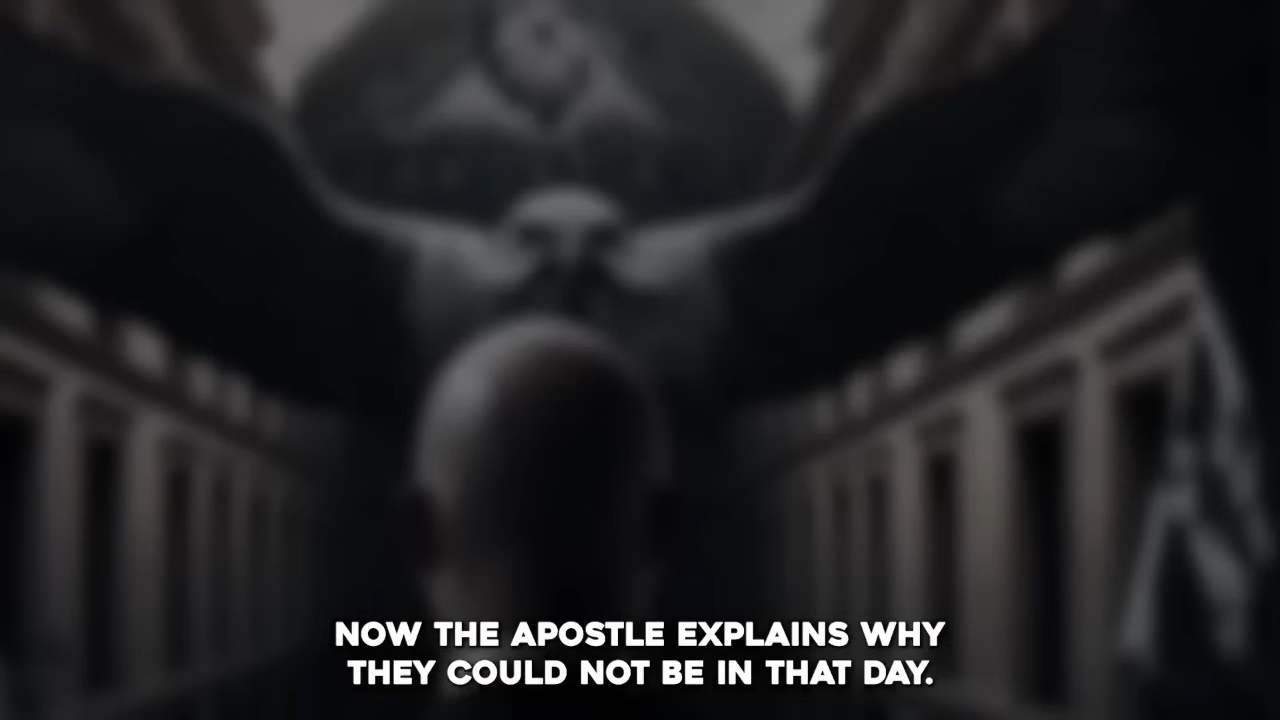 NOW THE APOSTLE EXPLAINS WHY
THEY COULD NOT BE IN THAT DAY.